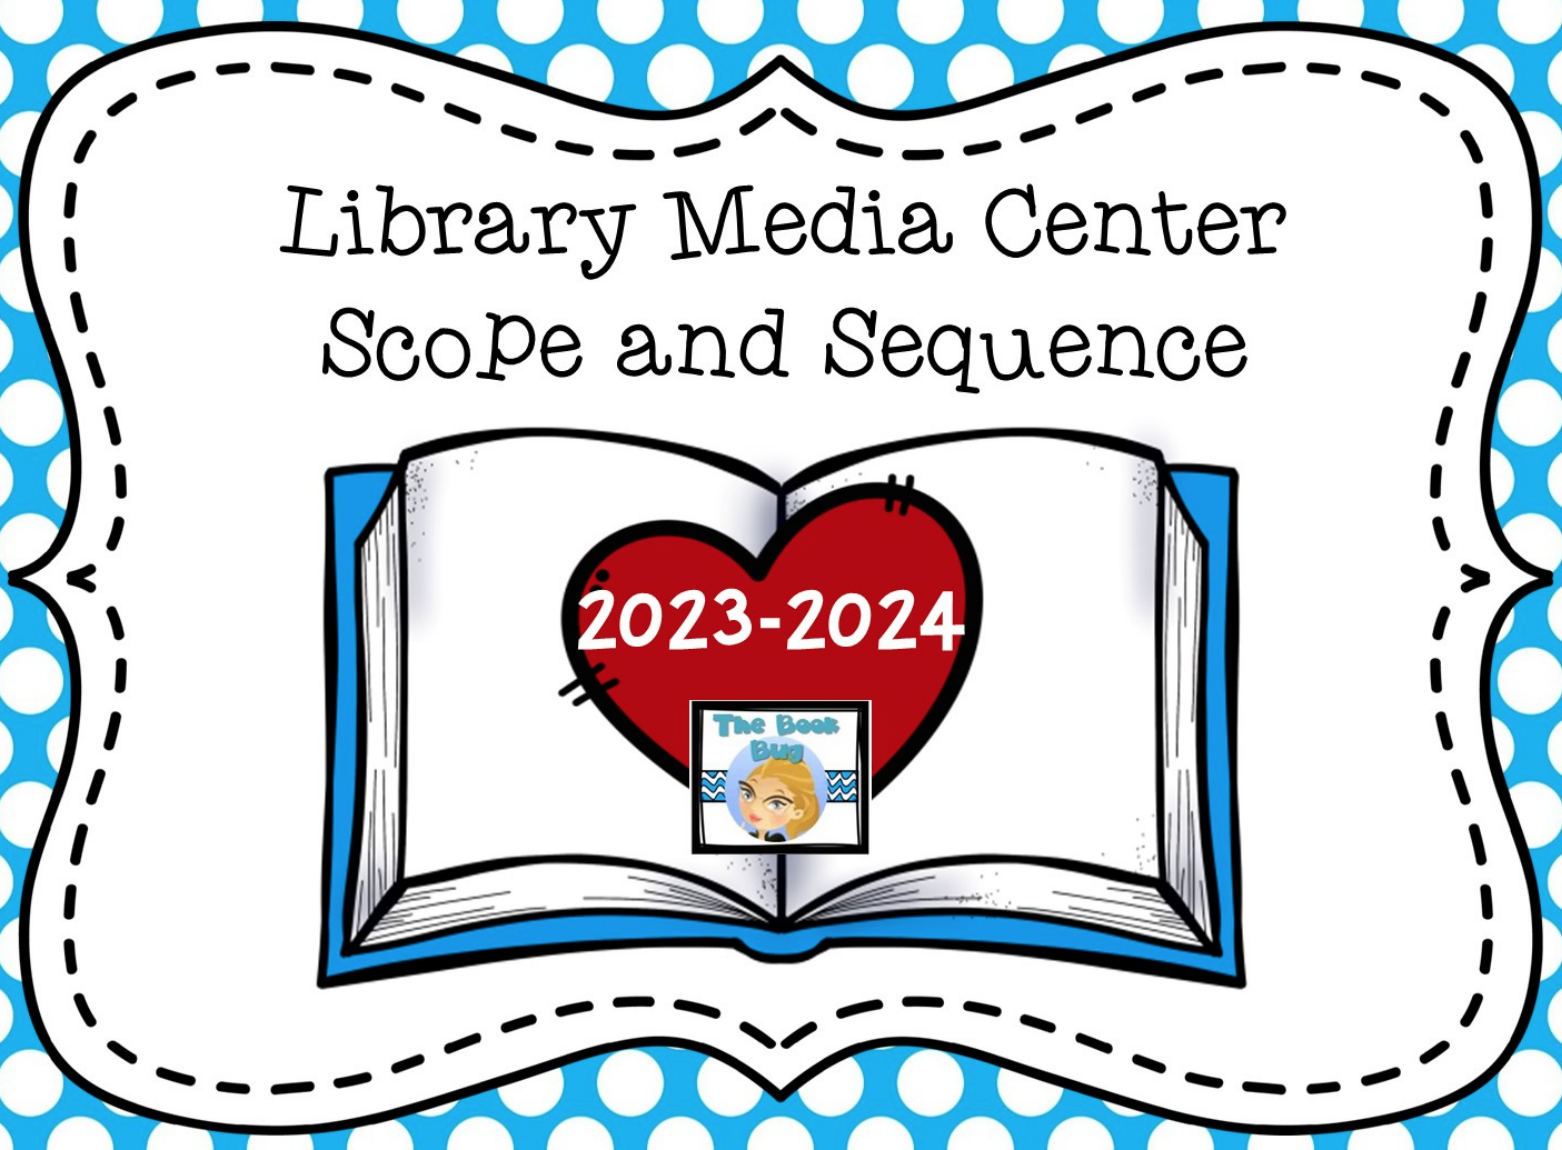 Library Media Center
Scope and Sequence
2023-2024
The Book
Bug